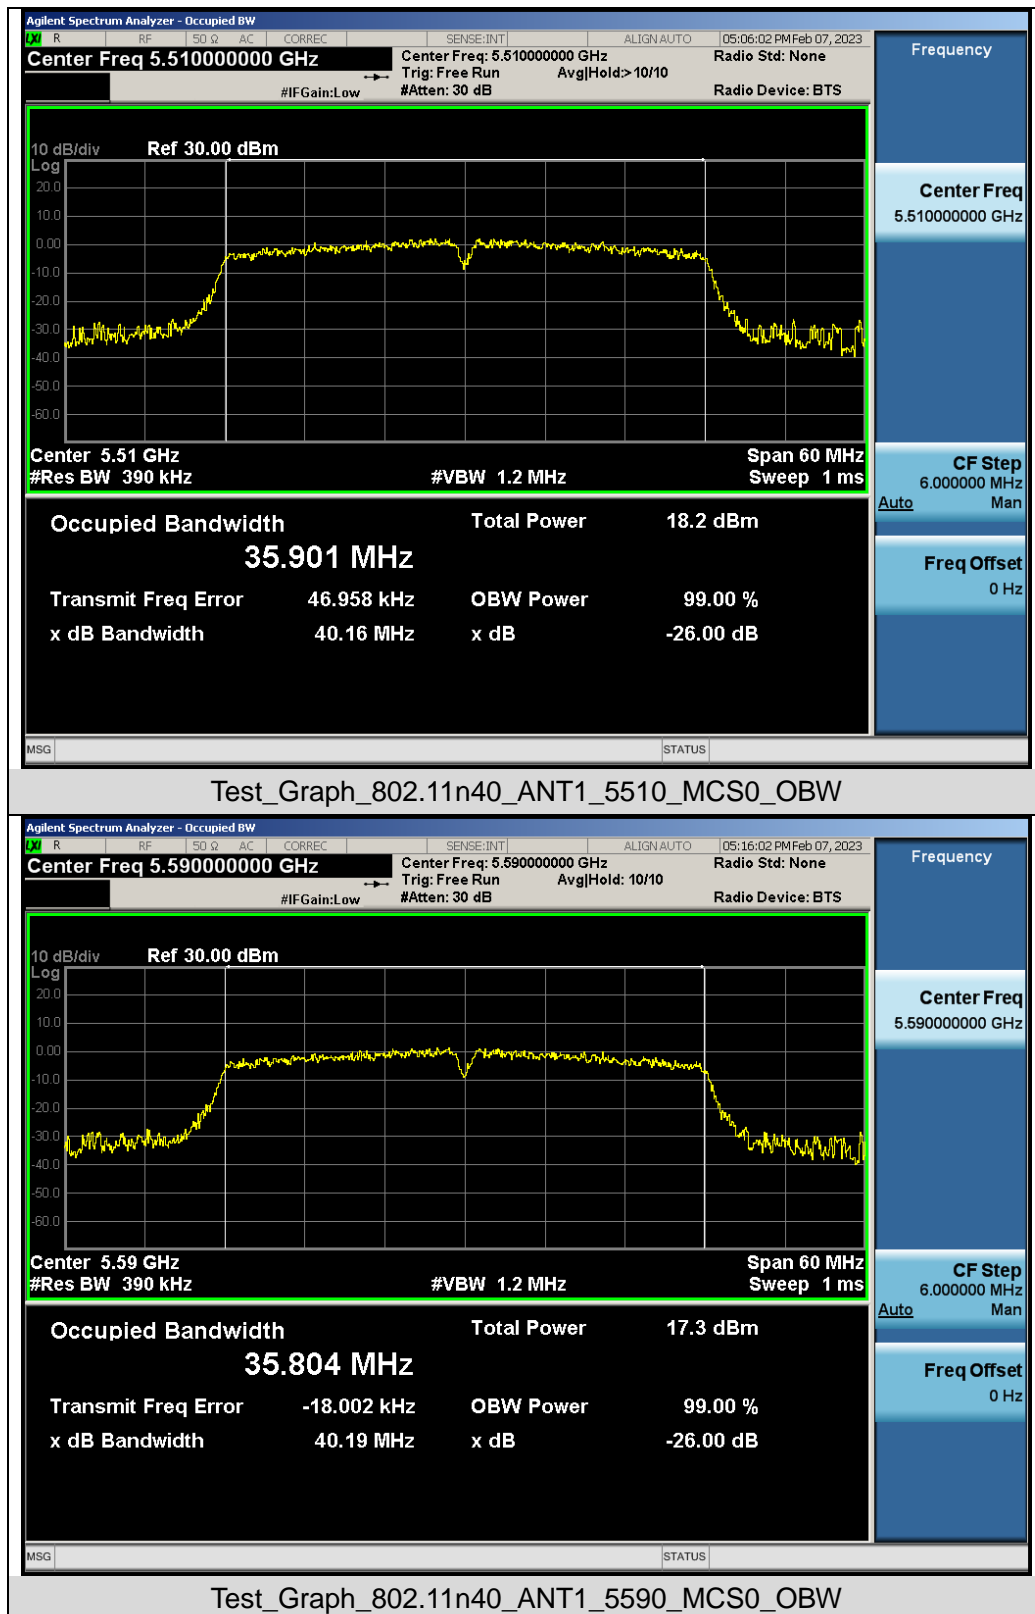 Agilent Spectrum Analyzer - Occupied BW
LXI R RF 50 Ω AC CORREC SENSE:INT ALIGN AUTO 05:06:02 PM Feb 07, 2023
Center Freq 5.510000000 GHz Center Freq: 5.510000000 GHz Radio Std: None Frequency
Trig: Free Run Avg|Hold:> 10/10
#IFGain:Low #Atten: 30 dB Radio Device: BTS
10 dB/div Ref 30.00 dBm
Log
20.0
10.0
0.00
-10.0
-20.0
-30.0
-40.0
-50.0
-60.0
Center Freq
5.510000000 GHz
Center 5.51 GHz Span 60 MHz
#Res BW 390 kHz #VBW 1.2 MHz Sweep 1 ms
CF Step
6.000000 MHz
Auto Man
Occupied Bandwidth Total Power 18.2 dBm
35.901 MHz
Freq Offset
0 Hz
Transmit Freq Error 46.958 kHz OBW Power 99.00 %
x dB Bandwidth 40.16 MHz x dB -26.00 dB
MSG STATUS
Test_Graph_802.11n40_ANT1_5510_MCS0_OBW
Agilent Spectrum Analyzer - Occupied BW
LXI R RF 50 Ω AC CORREC SENSE:INT ALIGN AUTO 05:16:02 PM Feb 07, 2023
Center Freq 5.590000000 GHz Center Freq: 5.590000000 GHz Radio Std: None Frequency
Trig: Free Run Avg|Hold: 10/10
#IFGain:Low #Atten: 30 dB Radio Device: BTS
10 dB/div Ref 30.00 dBm
Log
20.0
10.0
0.00
-10.0
-20.0
-30.0
-40.0
-50.0
-60.0
Center Freq
5.590000000 GHz
Center 5.59 GHz Span 60 MHz
#Res BW 390 kHz #VBW 1.2 MHz Sweep 1 ms
CF Step
6.000000 MHz
Auto Man
Occupied Bandwidth Total Power 17.3 dBm
35.804 MHz
Freq Offset
0 Hz
Transmit Freq Error -18.002 kHz OBW Power 99.00 %
x dB Bandwidth 40.19 MHz x dB -26.00 dB
MSG STATUS
Test_Graph_802.11n40_ANT1_5590_MCS0_OBW